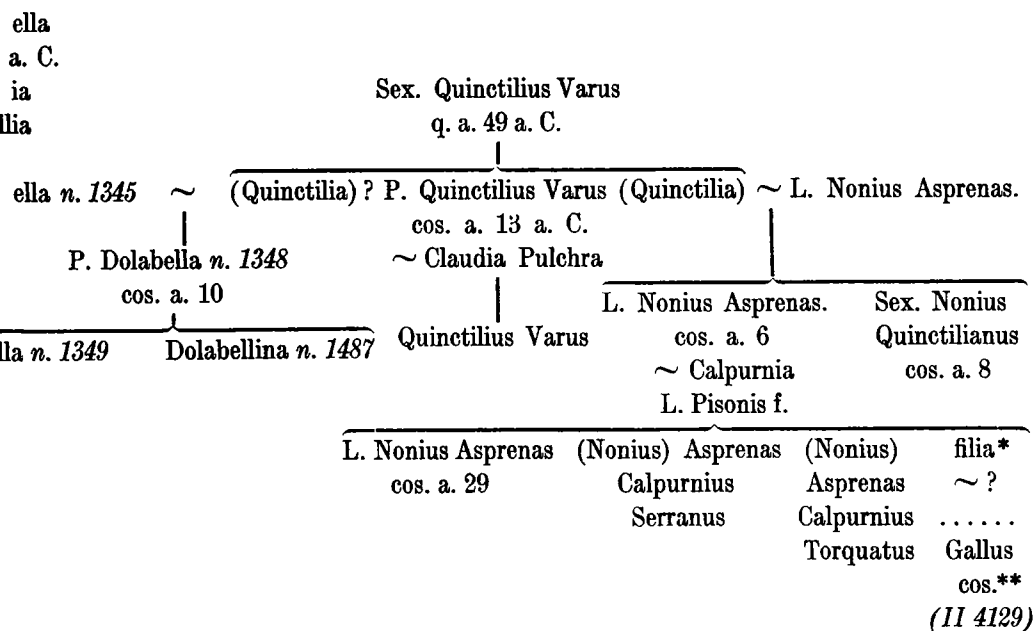 ella
a. C.
ia
llia
Sex. Quinctilius Varus
q. a. 49 a. C.
ella n. 1345 ~ (Quinctilia) ? P. Quinctilius Varus (Quinctilia) ~ L. Nonius Asprenas.
cos. a. 13 a. C.
P. Dolabella n. 1348 ~ Claudia Pulchra
cos. a. 10
L. Nonius Asprenas. Sex. Nonius
lla n. 1349 Dolabellina n. 1487 Quinctilius Varus cos. a. 6 Quinctilianus
~ Calpurnia cos. a. 8
L. Pisonis f.
L. Nonius Asprenas (Nonius) Asprenas (Nonius) filia*
cos. a. 29 Calpurnius Asprenas ~ ?
Serranus Calpurnius ......
Torquatus Gallus
cos.**
(II 4129)